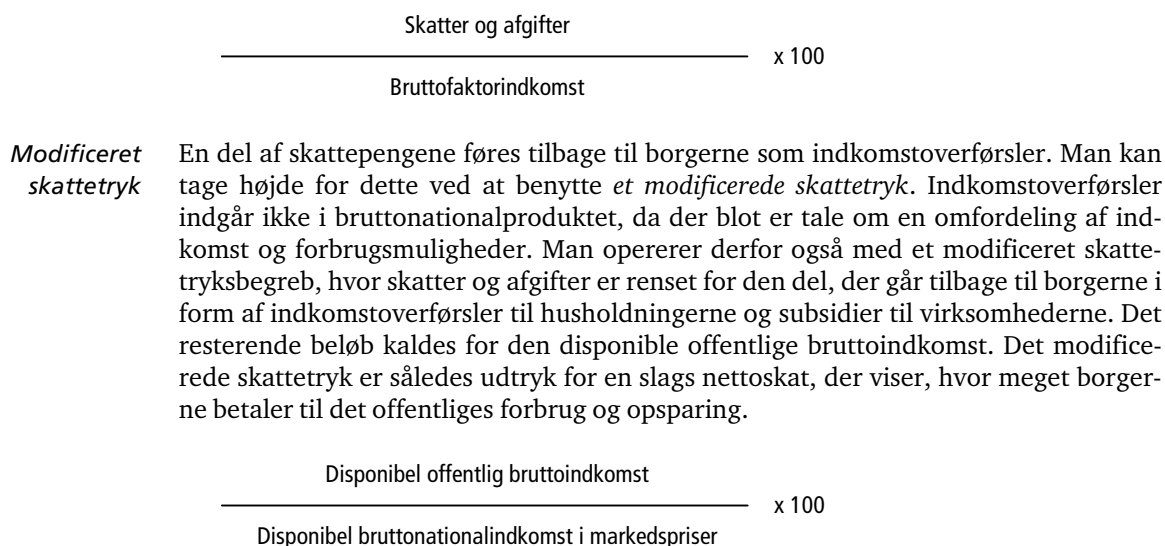 Skatter og afgifter
x 100
Bruttofaktorindkomst
Modificeret
skattetryk
En del af skattepengene føres tilbage til borgerne som indkomstoverførsler. Man kan
tage højde for dette ved at benytte et modificerede skattetryk. Indkomstoverførsler
indgår ikke i bruttonationalproduktet, da der blot er tale om en omfordeling af ind-
komst og forbrugsmuligheder. Man opererer derfor også med et modificeret skatte-
tryksbegreb, hvor skatter og afgifter er renset for den del, der går tilbage til borgerne i
form af indkomstoverførsler til husholdningerne og subsidier til virksomhederne. Det
resterende beløb kaldes for den disponible offentlige bruttoindkomst. Det modifice-
rede skattetryk er således udtryk for en slags nettoskat, der viser, hvor meget borger-
ne betaler til det offentliges forbrug og opsparing.
Disponibel offentlig bruttoindkomst
x 100
Disponibel bruttonationalindkomst i markedspriser